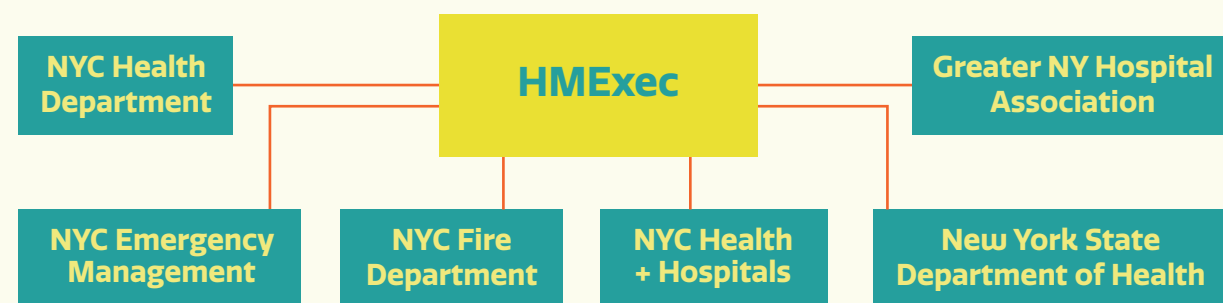 NYC Health
Department
HMExec
Greater NY Hospital
Association
NYC Emergency
Management
NYC Fire
Department
NYC Health
+ Hospitals
New York State
Department of Health